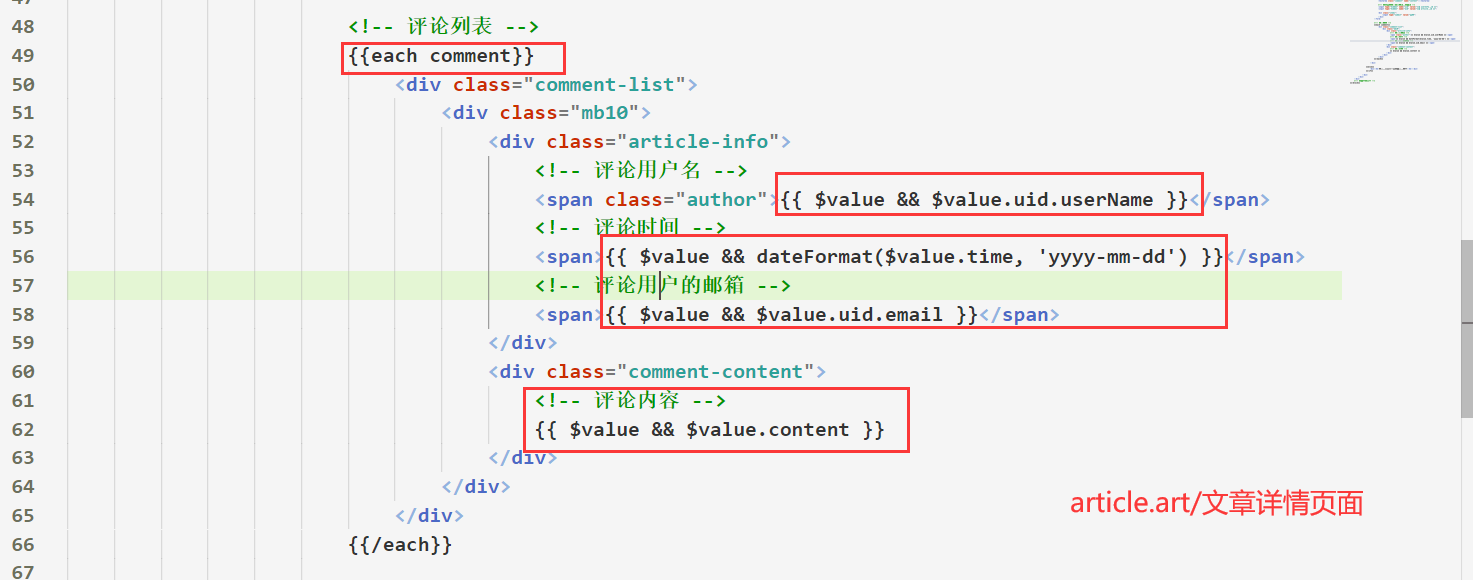 48 <!-- 评论列表 -->
49 {{each comment}}
50 <div class="comment-list">
51 <div class="mb10">
52 <div class="article-info">
53 <!-- 评论用户名 -->
54 <span class="author">{{ $value && $value.uid.userName }}</span>
55 <!-- 评论时间 -->
56 <span>{{ $value && dateFormat($value.time, 'yyyy-mm-dd') }}</span>
57 <!-- 评论用户的邮箱 -->
58 <span>{{ $value && $value.uid.email }}</span>
59 </div>
60 <div class="comment-content">
61 <!-- 评论内容 -->
62 {{ $value && $value.content }}
63 </div>
64 </div>
65 </div>
66 {{/each}}
67
article.art/文章详情页面